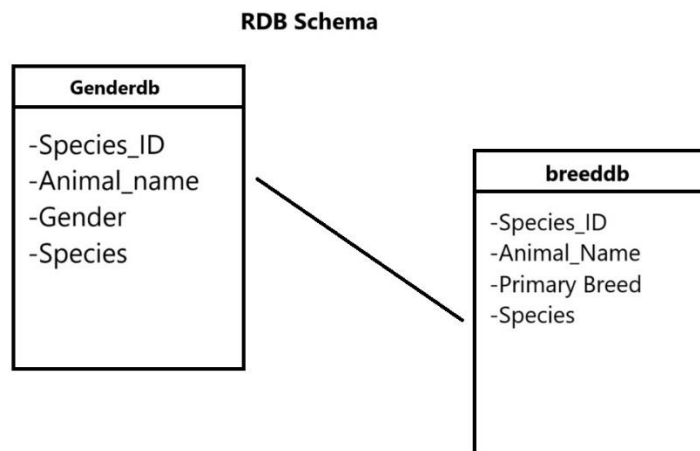 RDB Schema
Genderdb
-Species_ID
-Animal_name
-Gender
-Species
breeddb
-Species_ID
-Animal_Name
-Primary Breed
-Species